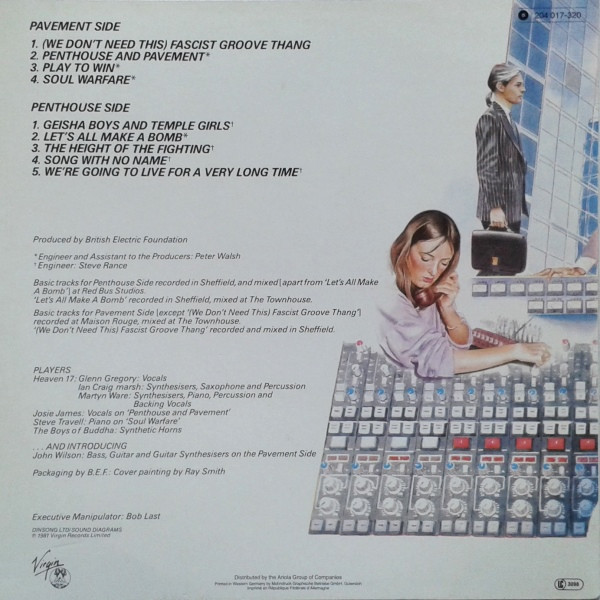 204 017-320
PAVEMENT SIDE
1. (WE DON'T NEED THIS) FASCIST GROOVE THANG
2. PENTHOUSE AND PAVEMENT*
3. PLAY TO WIN*
4. SOUL WARFARE*
PENTHOUSE SIDE
1. GEISHA BOYS AND TEMPLE GIRLS†
2. LET'S ALL MAKE A BOMB*
3. THE HEIGHT OF THE FIGHTING†
4. SONG WITH NO NAME†
5. WE'RE GOING TO LIVE FOR A VERY LONG TIME†
Produced by British Electric Foundation
*Engineer and Assistant to the Producers: Peter Walsh
†Engineer: Steve Rance
Basic tracks for Penthouse Side recorded in Sheffield, and mixed (apart from 'Let's All Make
A Bomb') at Red Bus Studios.
'Let's All Make A Bomb' recorded in Sheffield, mixed at The Townhouse.
Basic tracks for Pavement Side (except '(We Don't Need This) Fascist Groove Thang')
recorded at Maison Rouge, mixed at The Townhouse.
'(We Don't Need This) Fascist Groove Thang' recorded and mixed in Sheffield.
PLAYERS
Heaven 17: Glenn Gregory: Vocals
Ian Craig marsh: Synthesisers, Saxophone and Percussion
Martyn Ware: Synthesisers, Piano, Percussion and
Backing Vocals
Josie James: Vocals on 'Penthouse and Pavement'
Steve Travell: Piano on 'Soul Warfare'
The Boys of Buddha: Synthetic Horns
. . . AND INTRODUCING
John Wilson: Bass, Guitar and Guitar Synthesisers on the Pavement Side
Packaging by B.E.F.: Cover painting by Ray Smith
Executive Manipulator: Bob Last
DINSONG LTD/SOUND DIAGRAMS
℗ 1981 Virgin Records Limited
Virgin
Distributed by the Ariola Group of Companies
LC 3098